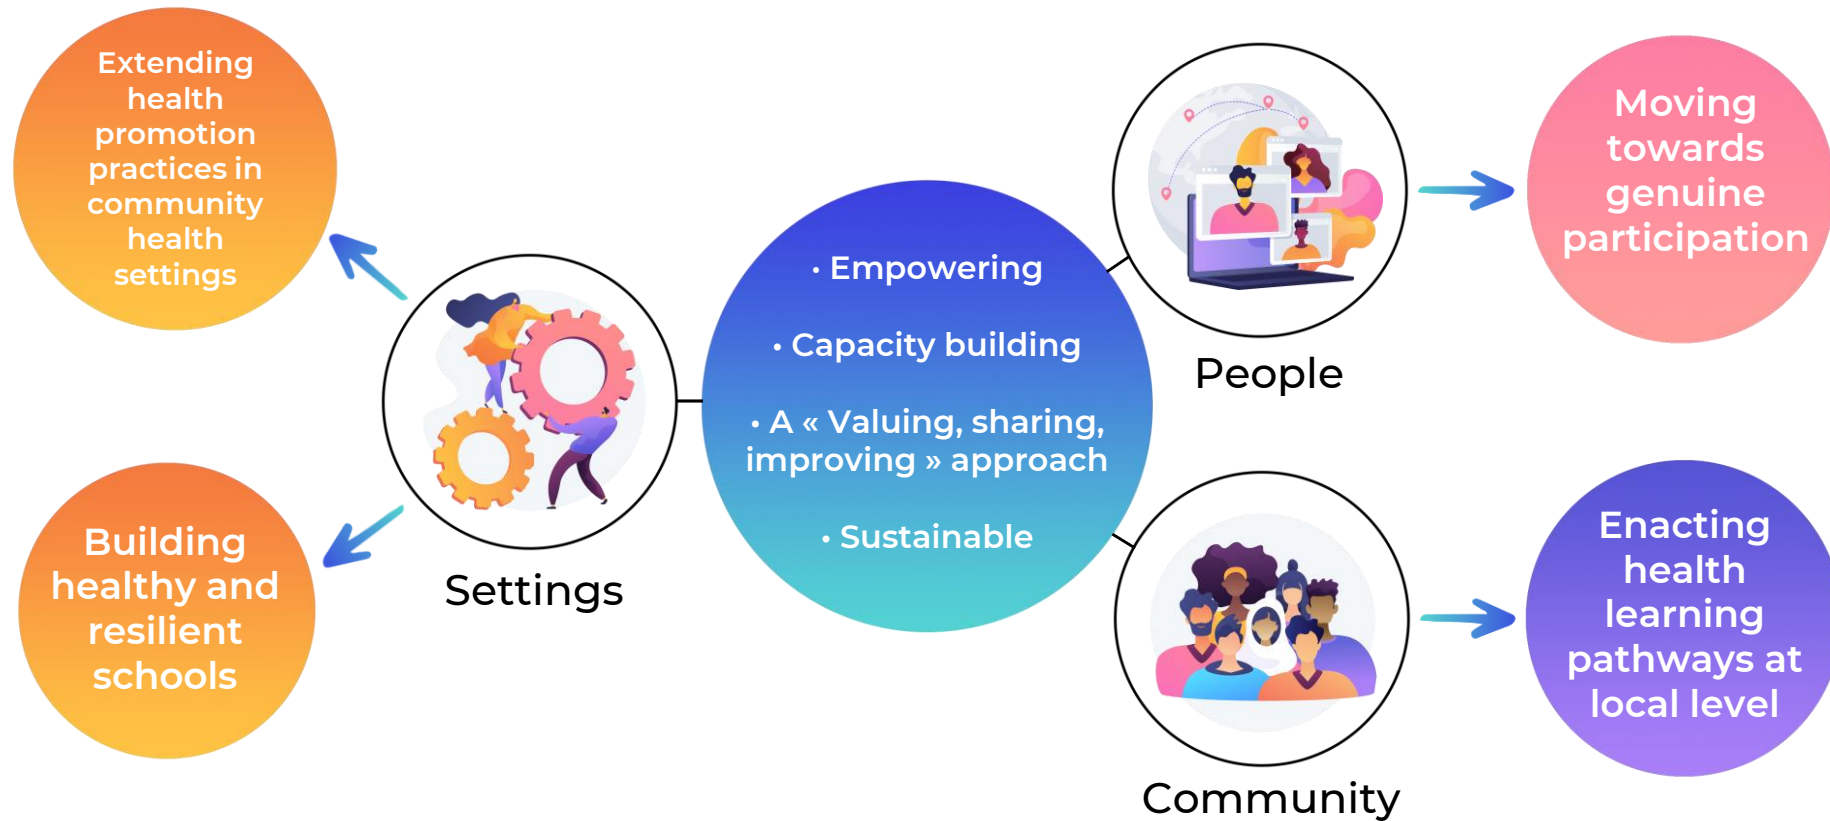 Extending
health
promotion
practices in
community
health
settings
Building
healthy and
resilient
schools
Settings
• Empowering
• Capacity building
• A « Valuing, sharing,
improving » approach
• Sustainable
People
Moving
towards
genuine
participation
Community
Enacting
health
learning
pathways at
local level